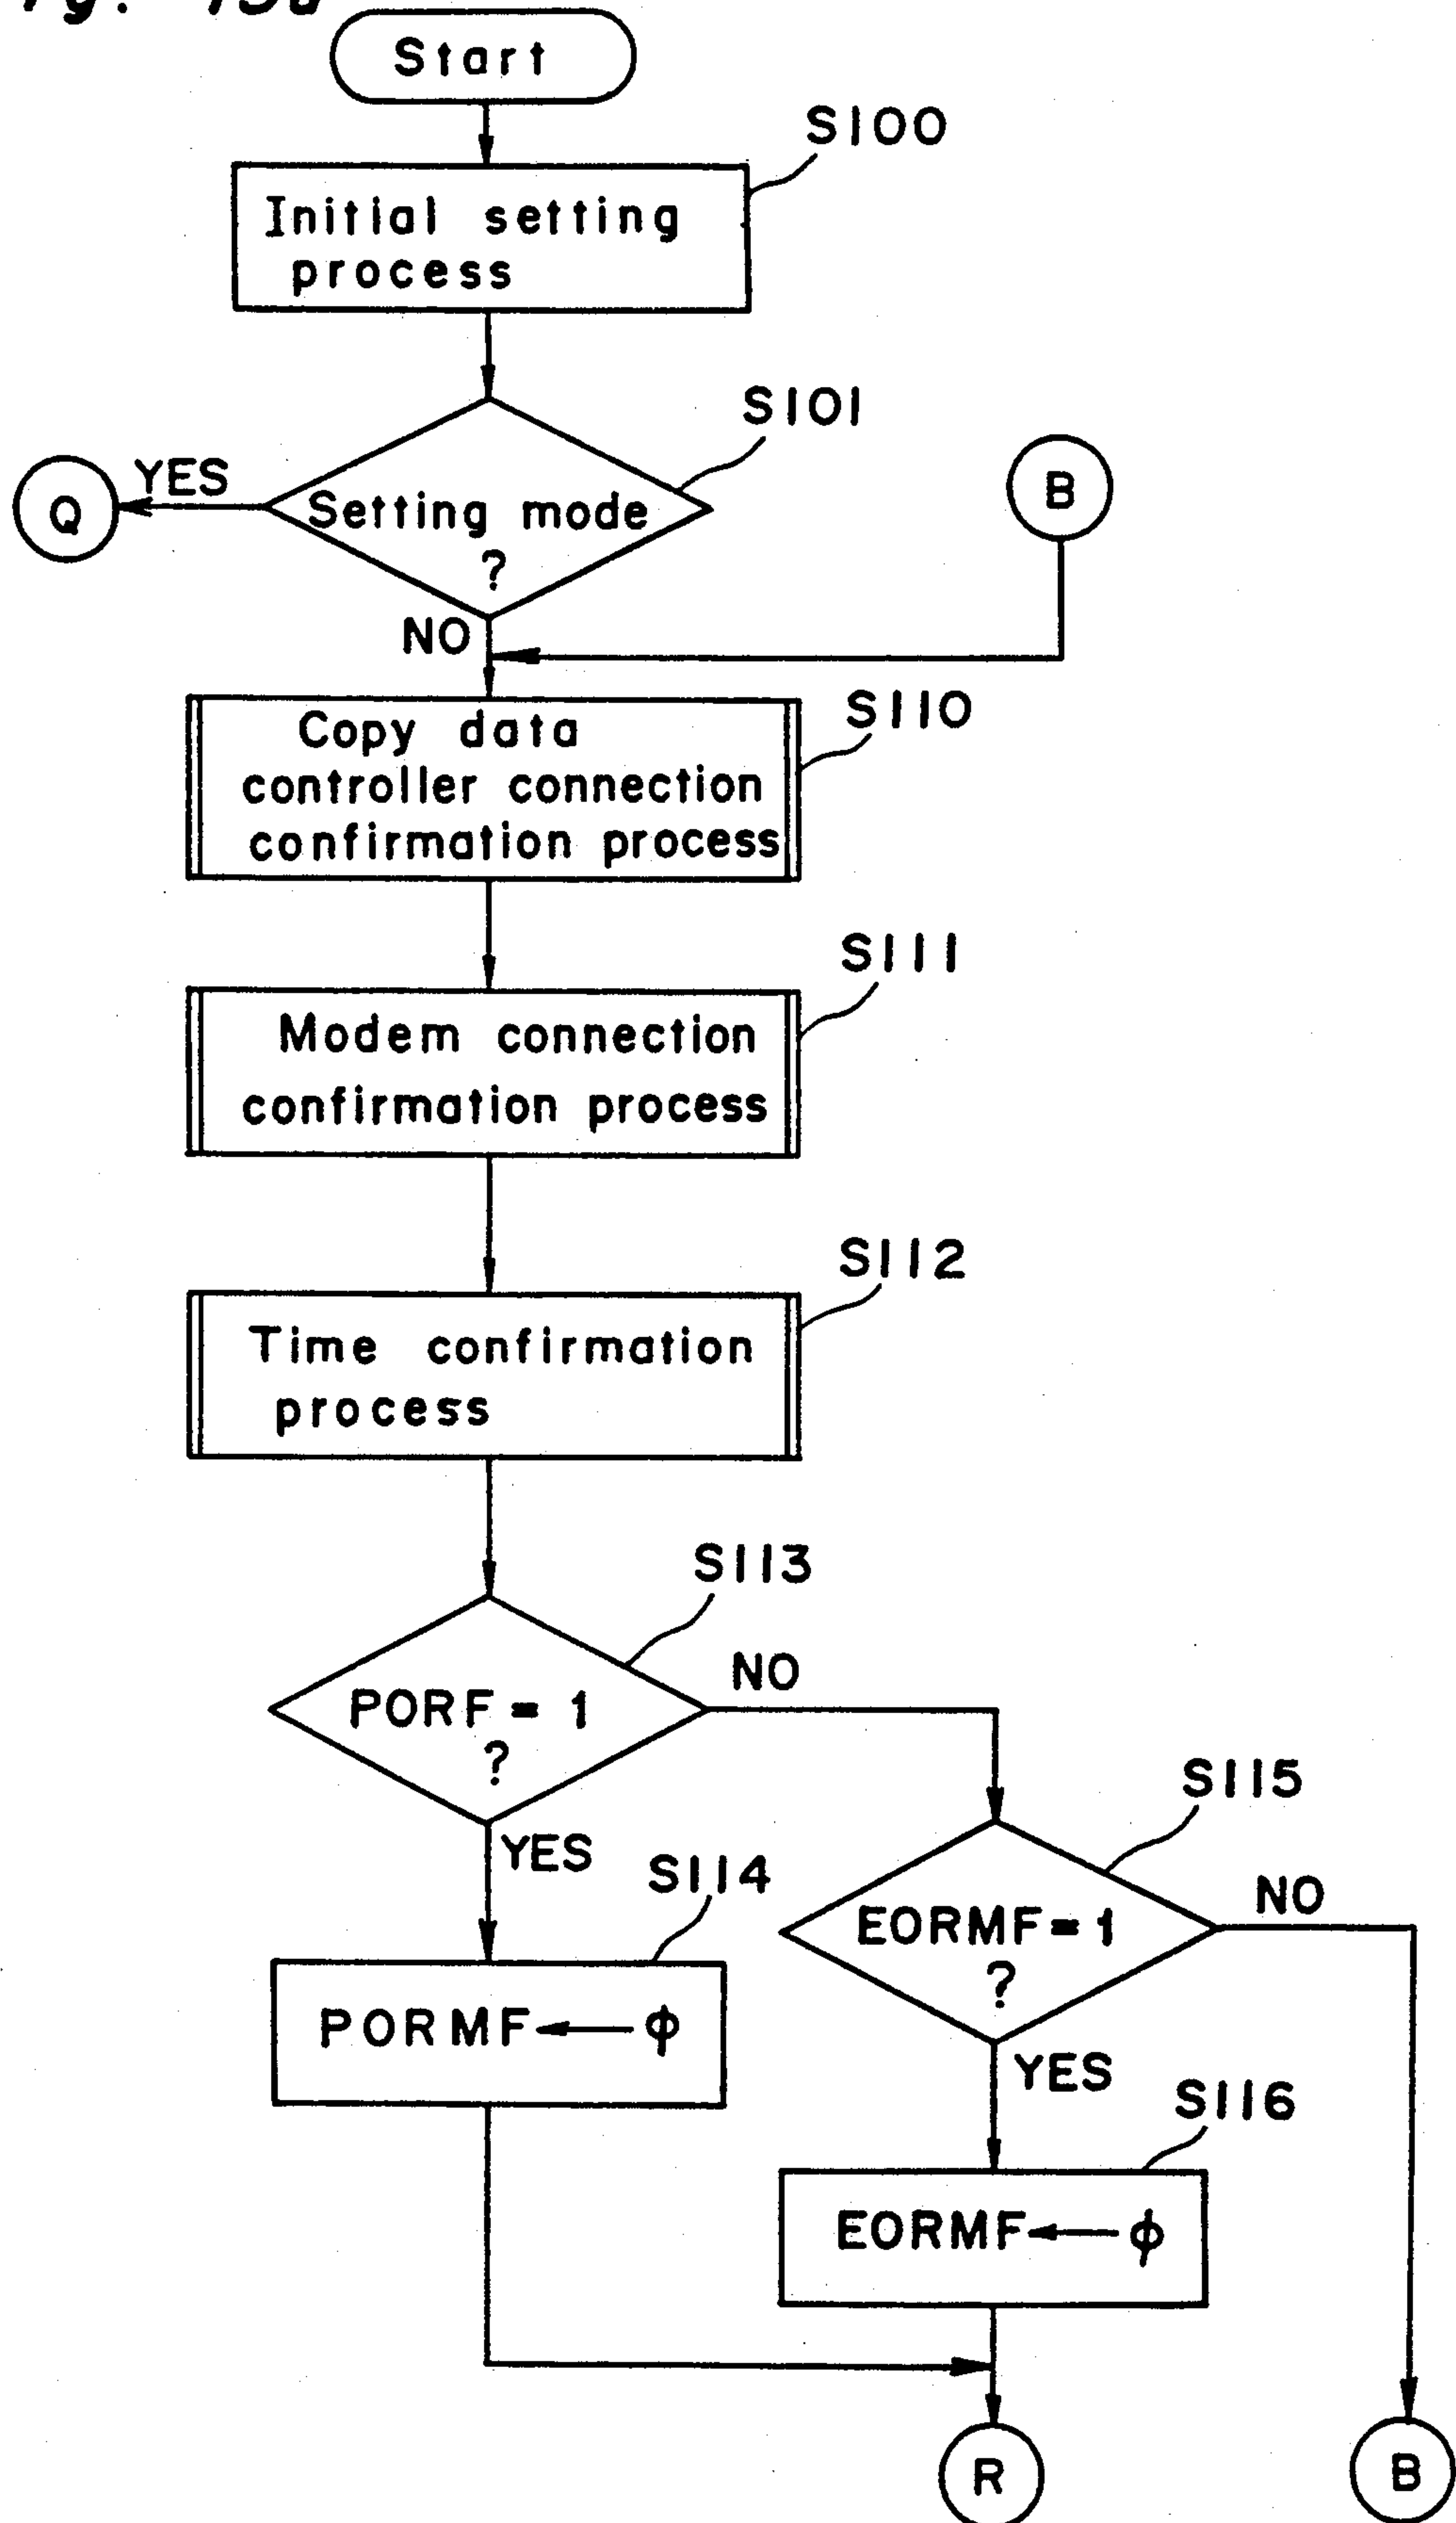 Start
S100
Initial setting
process
S101
YES
Q
Setting mode
?
B
NO
S110
Copy data
controller connection
confirmation process
S111
Modem connection
confirmation process
S112
Time confirmation
process
S113
NO
PORF = 1
?
S115
YES
S114
NO
EORMF = 1
?
PORMF ← ϕ
YES
S116
EORMF ← ϕ
R
B